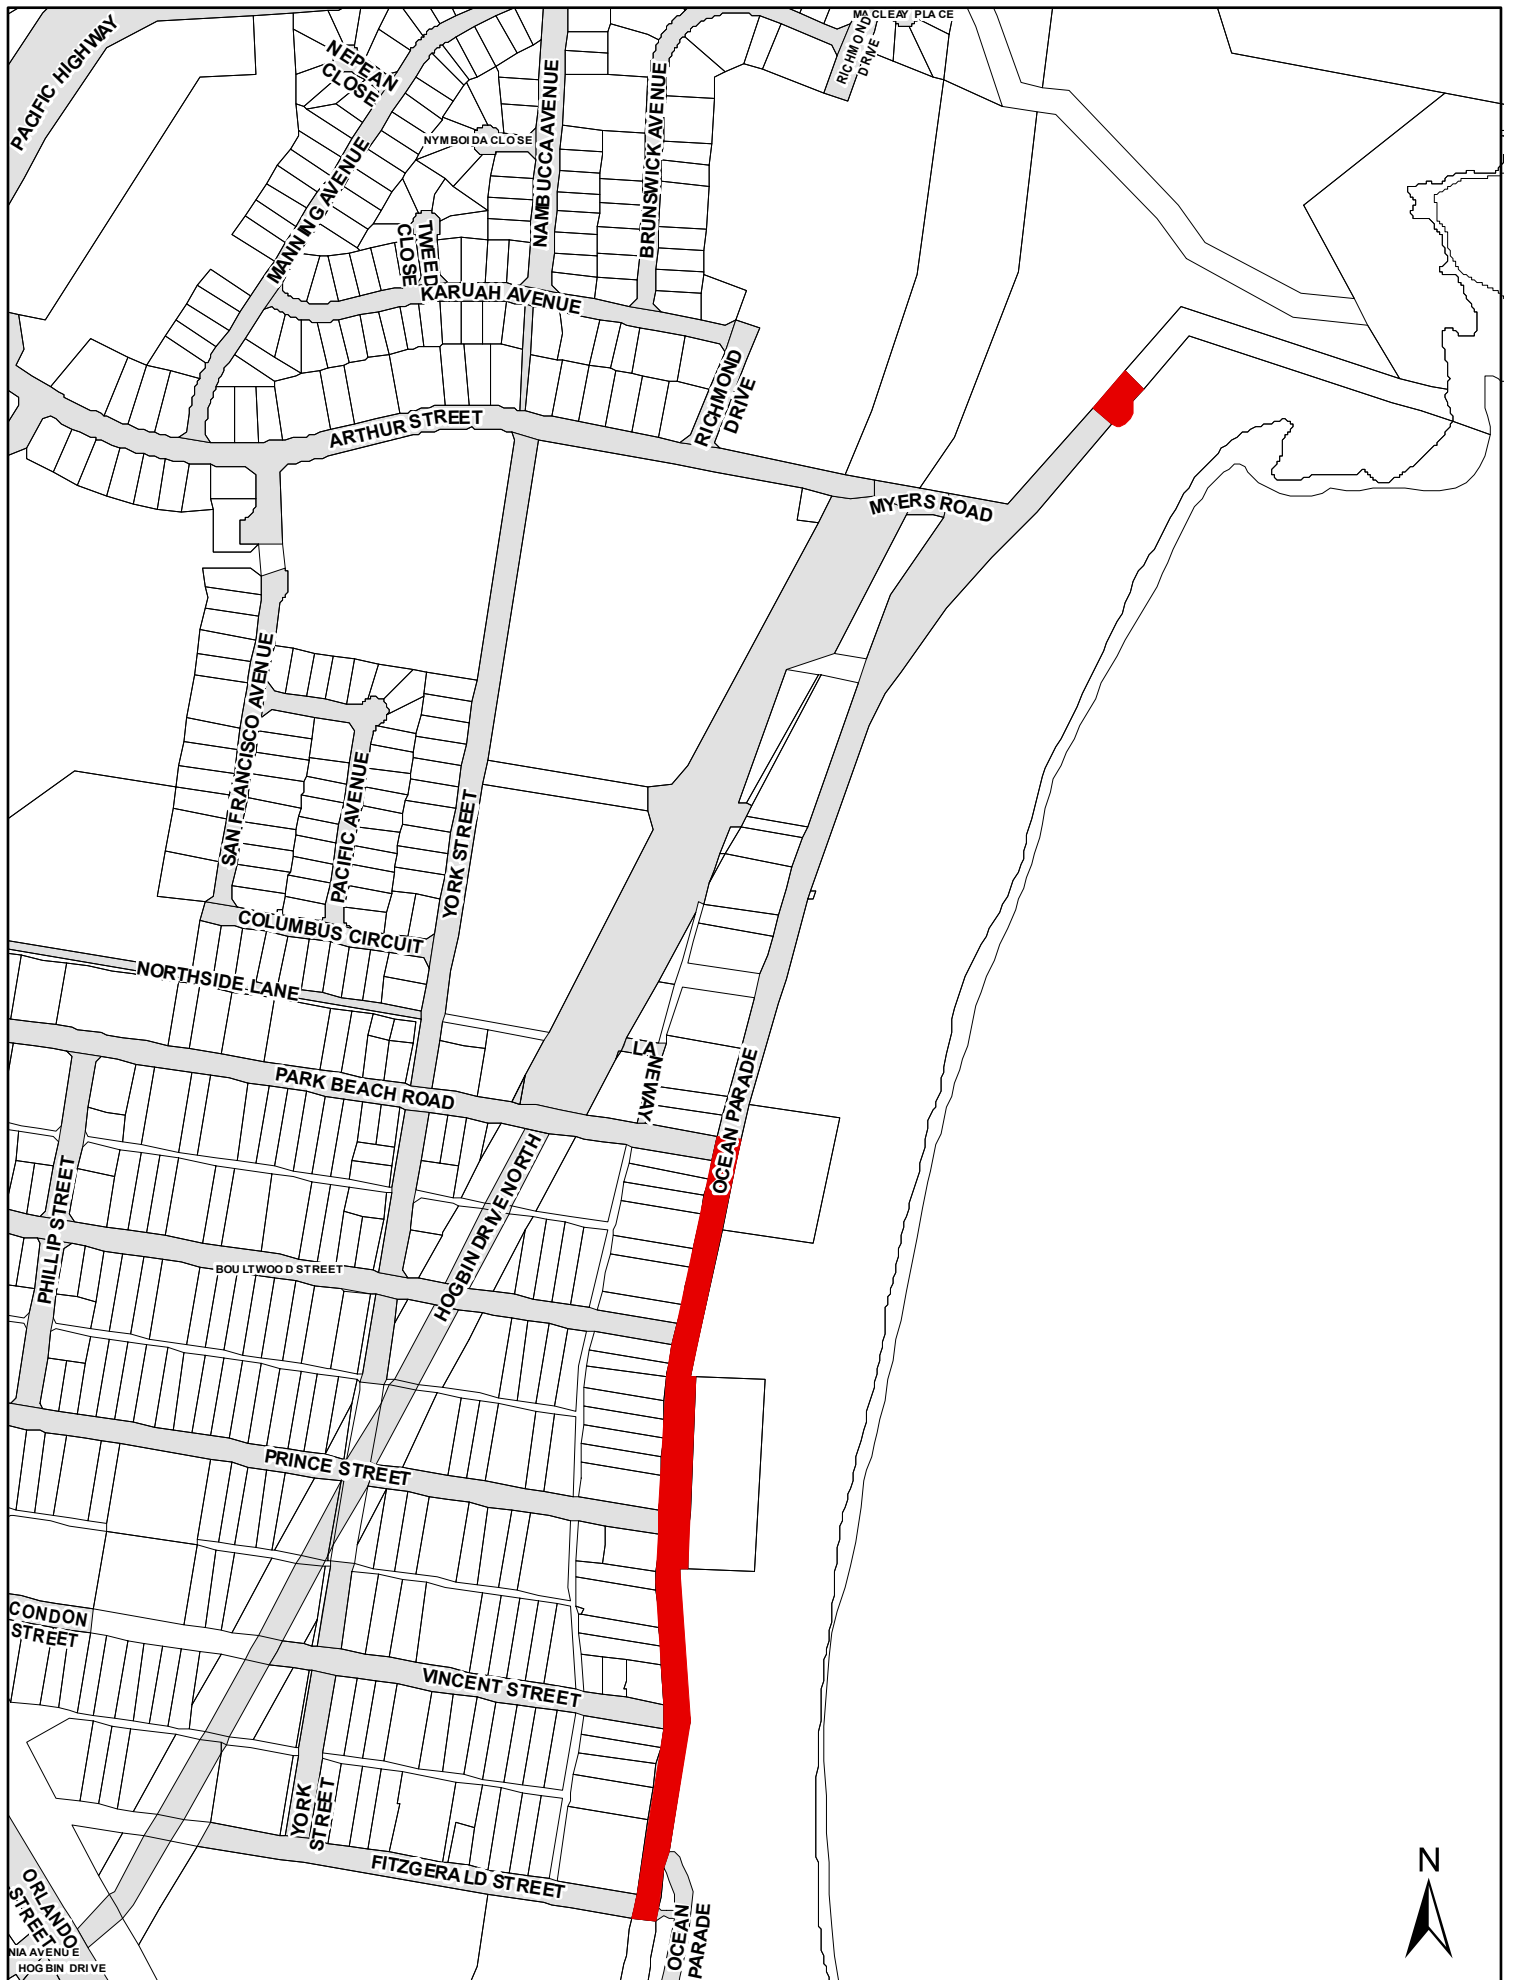 MACLEAY PLACE
PACIFIC HIGHWAY
NEPEAN
CLOSE
RICHMOND
DRIVE
NYMBOIDA CLOSE
NAMBUCCA AVENUE
BRUNSWICK AVENUE
MANNING AVENUE
TWEED
CLOSE
KARUAH AVENUE
RICHMOND
DRIVE
ARTHUR STREET
MYERS ROAD
SAN FRANCISCO AVENUE
PACIFIC AVENUE
YORK STREET
COLUMBUS CIRCUIT
NORTHSIDE LANE
LANEWAY
PARK BEACH ROAD
OCEAN PARADE
PHILLIP STREET
HOGBIN DRIVE NORTH
BOULTWOOD STREET
PRINCE STREET
CONDON
STREET
VINCENT STREET
YORK
STREET
FITZGERALD STREET
ORLANDO
STREET
OCEAN
PARADE
NIA AVENUE
HOGBIN DRIVE
N